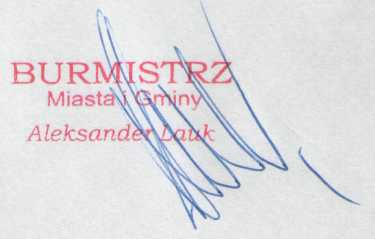 BURMISTRZ
Miasta i Gminy
Aleksander Lauk